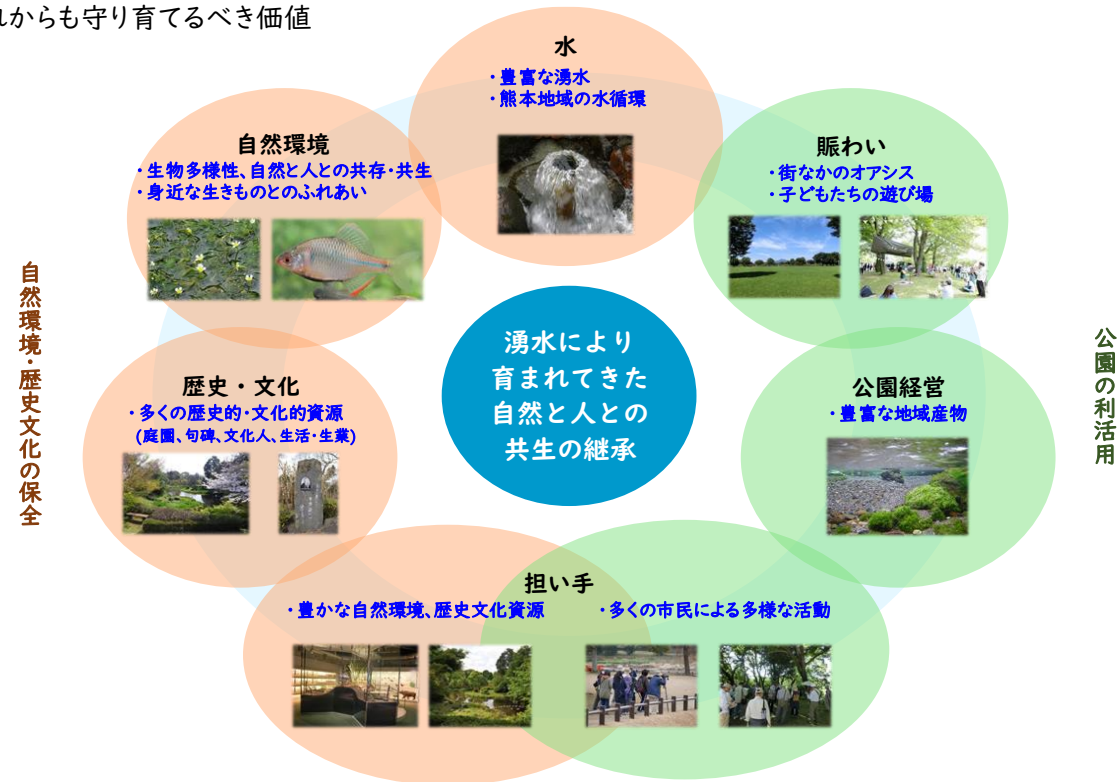 れからも守り育てるべき価値
水
・豊富な湧水
・熊本地域の水循環
自然環境
・生物多様性、自然と人との共存・共生
・身近な生きものとのふれあい
賑わい
・街なかのオアシス
・子どもたちの遊び場
自然環境・歴史文化の保全
湧水により
育まれてきた
自然と人との
共生の継承
公園の利活用
歴史・文化
・多くの歴史的・文化的資源
(庭園、句碑、文化人、生活・生業)
公園経営
・豊富な地域産物
担い手
・豊かな自然環境、歴史文化資源
・多くの市民による多様な活動